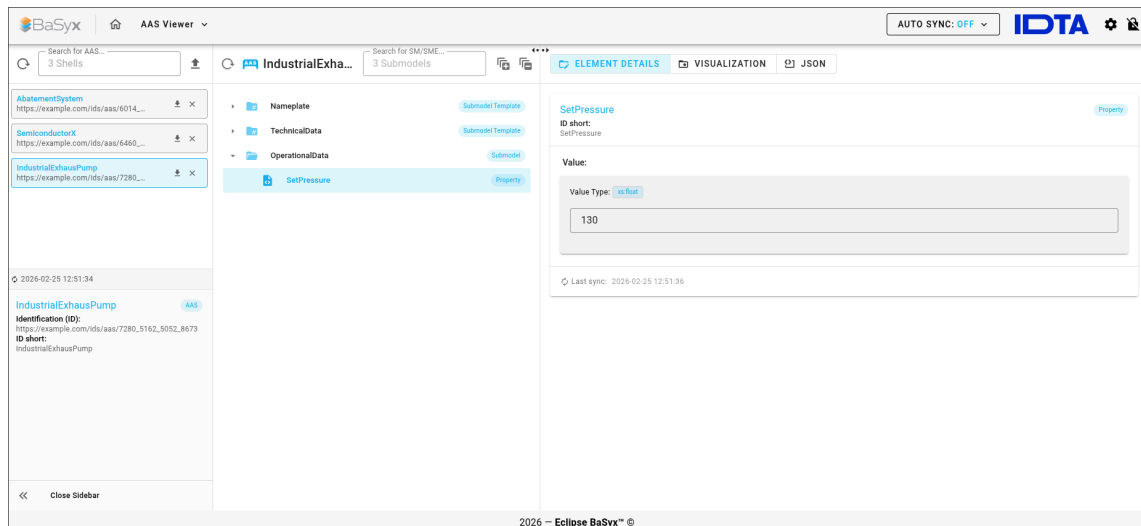 BaSyx
AAS Viewer
AUTO SYNC: OFF
IDTA
Search for AAS...
3 Shells
AAS
IndustrialExha...
Search for SM/SME...
3 Submodels
ELEMENT DETAILS
VISUALIZATION
JSON
AbatementSystem
https://example.com/ids/aas/6014_...
SemiconductorX
https://example.com/ids/aas/6460_...
IndustrialExhausPump
https://example.com/ids/aas/7280_...
Nameplate
Submodel Template
TechnicalData
Submodel Template
OperationalData
Submodel
SetPressure
Property
SetPressure
Property
ID short:
SetPressure
Value:
Value Type: xs:float
130
Last sync: 2026-02-25 12:51:36
2026-02-25 12:51:34
IndustrialExhausPump
AAS
Identification (ID):
https://example.com/ids/aas/7280_5162_5052_8673
ID short:
IndustrialExhausPump
Close Sidebar
2026 — Eclipse BaSyx™ ©